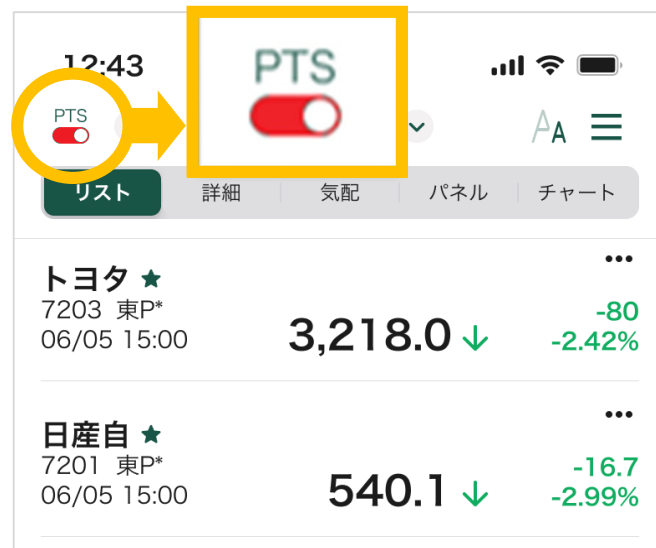 12:43
PTS
PTS
AA
リスト 詳細 気配 パネル チャート
トヨタ ★
7203 東P*
06/05 15:00
3,218.0 ↓
-80
-2.42%
日産自 ★
7201 東P*
06/05 15:00
540.1 ↓
-16.7
-2.99%